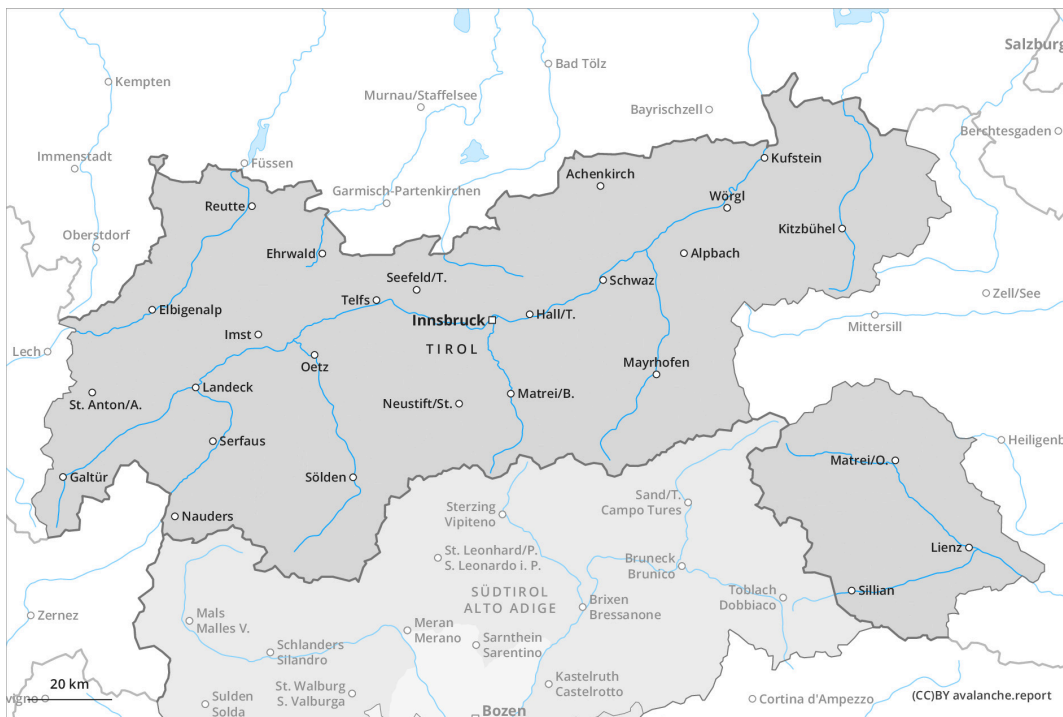 Salzburg
Kempten
Bad Tölz
Murnau/Staffelsee
Bayrischzell
Berchtesgaden
Immenstadt
Füssen
Kufstein
Achenkirch
Garmisch-Partenkirchen
Reutte
Wörgl
Oberstdorf
Kitzbühel
Ehrwald
Alpbach
Seefeld/T.
Schwaz
Zell/See
Telfs
Elbigenalp
Innsbruck
Hall/T.
Mittersill
Imst
TIROL
Lech
Oetz
Mayrhofen
Landeck
St. Anton/A.
Neustift/St.
Matrei/B.
Serfaus
Heiligenb
Matrei/O.
Galtür
Sölden
Sand/T.
Campo Tures
Sterzing
Vipiteno
Nauders
Lienz
St. Leonhard/P.
S. Leonardo i. P.
Bruneck
Brunico
SÜDTIROL
ALTO ADIGE
Sillian
Toblach
Dobbiaco
Brixen
Bressanone
Zernez
Mals
Malles V.
Meran
Merano
Sarnthein
Sarentino
Schlanders
Silandro
Kastelruth
Castelrotto
20 km
St. Walburg
S. Valburga
vigno
Sulden
Solda
Cortina d'Ampezzo
(CC)BY avalanche.report
Bozen